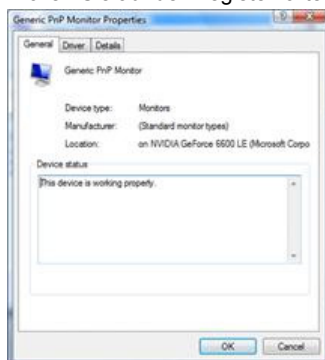 Generic PnP Monitor Properties
General Driver Details
Generic PnP Monitor
Device type: Monitors
Manufacturer: (Standard monitor types)
Location: on NVIDIA GeForce 6600 LE (Microsoft Corpo
Device status
This device is working properly.
OK Cancel